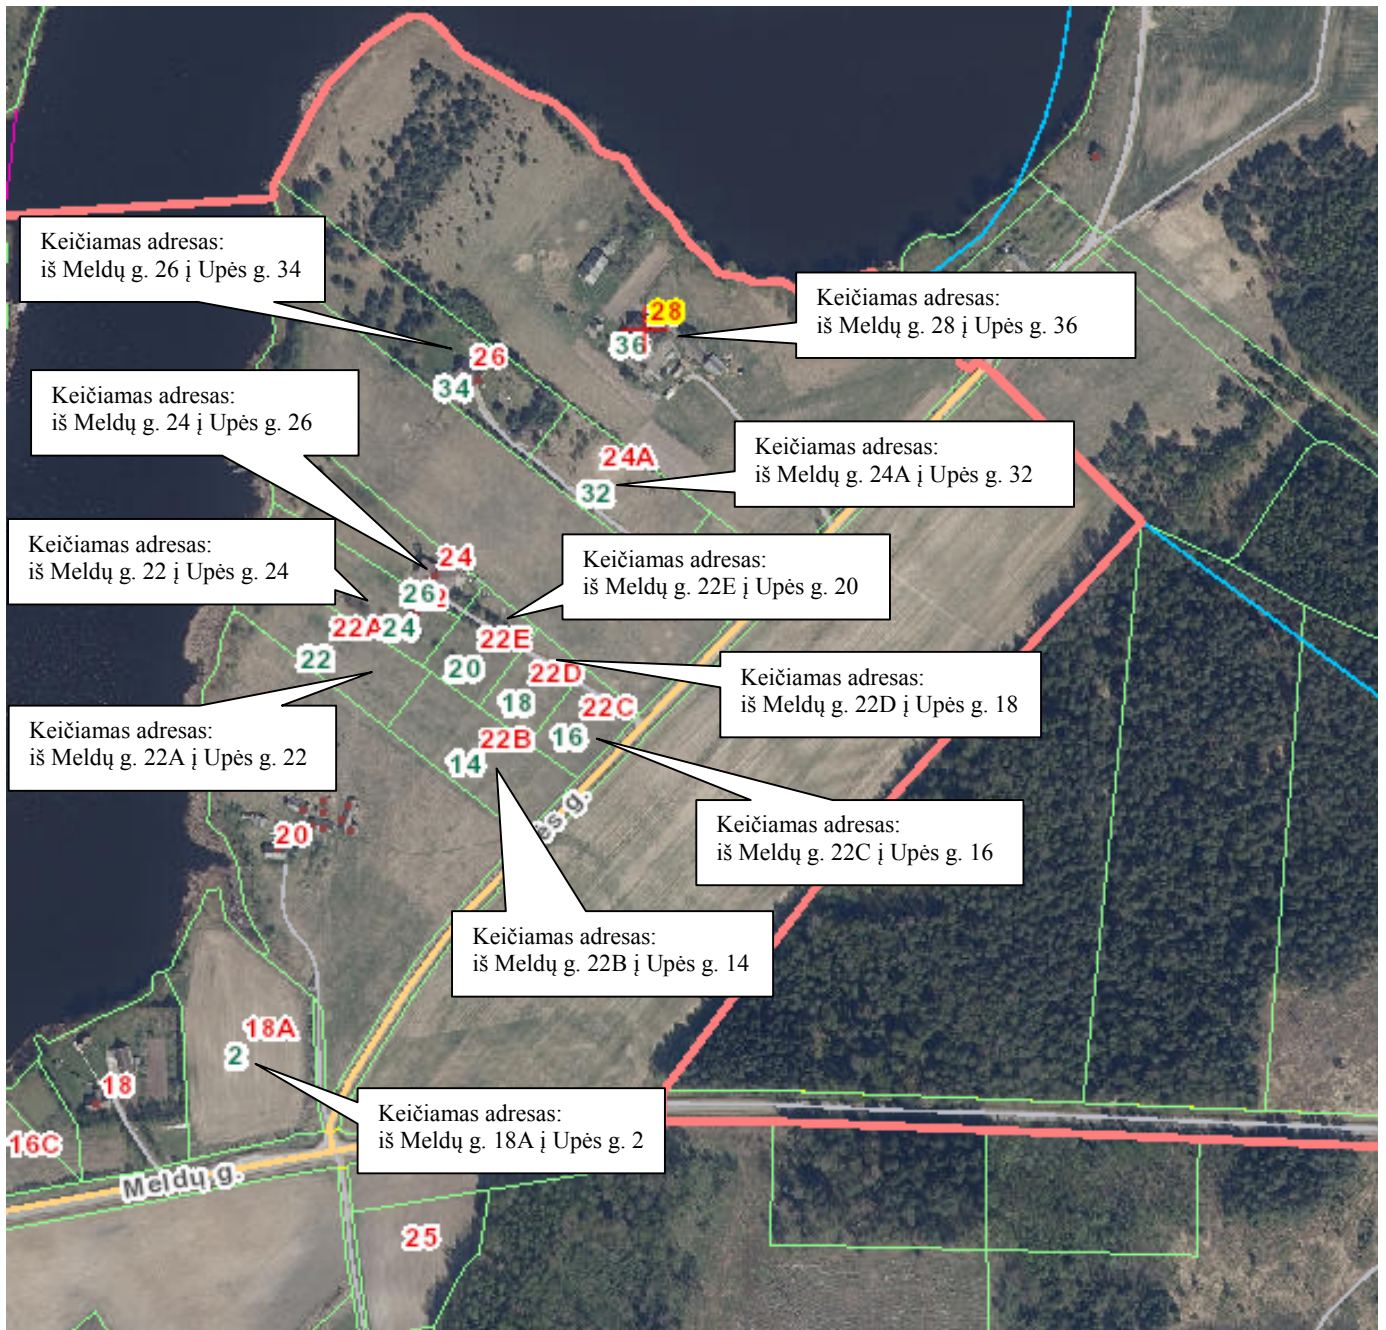 Keičiamas adresas:
iš Meldų g. 26 į Upės g. 34
Keičiamas adresas:
iš Meldų g. 28 į Upės g. 36
28
36
26
34
Keičiamas adresas:
iš Meldų g. 24 į Upės g. 26
Keičiamas adresas:
iš Meldų g. 24A į Upės g. 32
24A
32
Keičiamas adresas:
iš Meldų g. 22 į Upės g. 24
24
26
Keičiamas adresas:
iš Meldų g. 22E į Upės g. 20
22A
24
22
22E
20
22D
18
Keičiamas adresas:
iš Meldų g. 22D į Upės g. 18
22C
16
22B
14
Keičiamas adresas:
iš Meldų g. 22A į Upės g. 22
ės g.
20
Keičiamas adresas:
iš Meldų g. 22C į Upės g. 16
Keičiamas adresas:
iš Meldų g. 22B į Upės g. 14
18A
2
18
Keičiamas adresas:
iš Meldų g. 18A į Upės g. 2
16C
Meldų g.
25